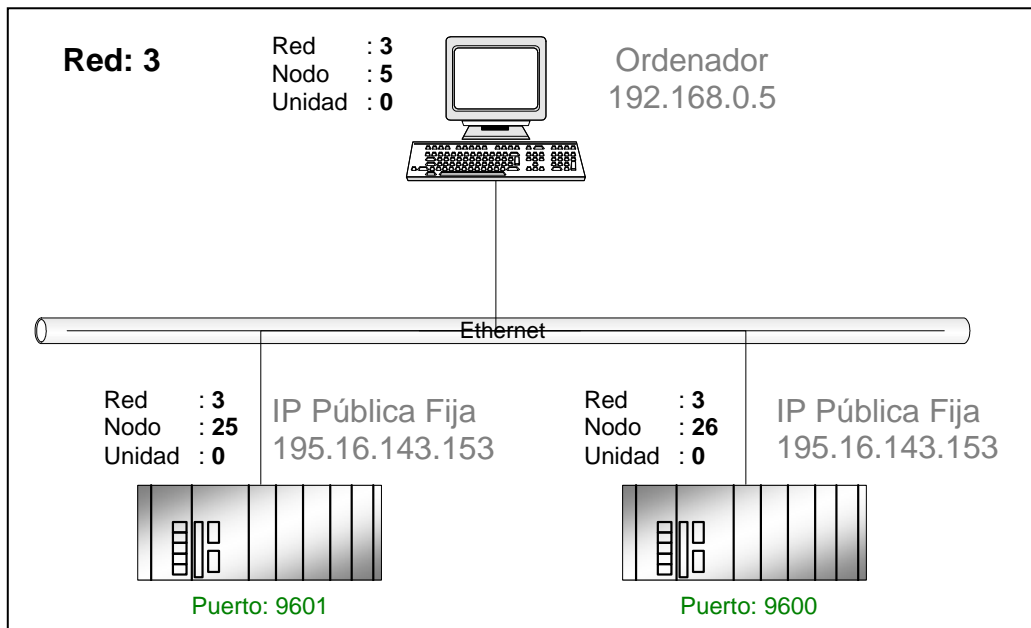 Red: 3
Red : 3
Nodo : 5
Unidad : 0
Ordenador
192.168.0.5
Ethernet
Red : 3
Nodo : 25
Unidad : 0
IP Pública Fija
195.16.143.153
Red : 3
Nodo : 26
Unidad : 0
IP Pública Fija
195.16.143.153
Puerto: 9601
Puerto: 9600